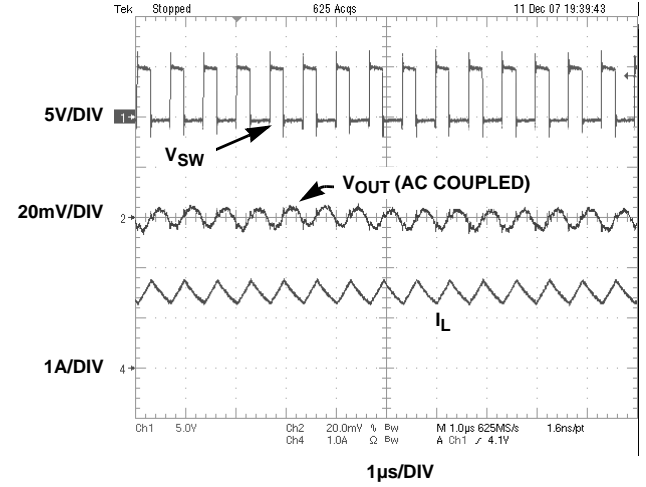 Tek Stopped 625 Acqs 11 Dec 07 19:39:43
5V/DIV
1
VSW
VOUT (AC COUPLED)
20mV/DIV
2
IL
1A/DIV
4
Ch1 5.0V Ch2 20.0mV ∿ Bw M 1.0µs 625MS/s 1.6ns/pt
Ch4 1.0A Ω Bw A Ch1 ∕ 4.1V
1µs/DIV